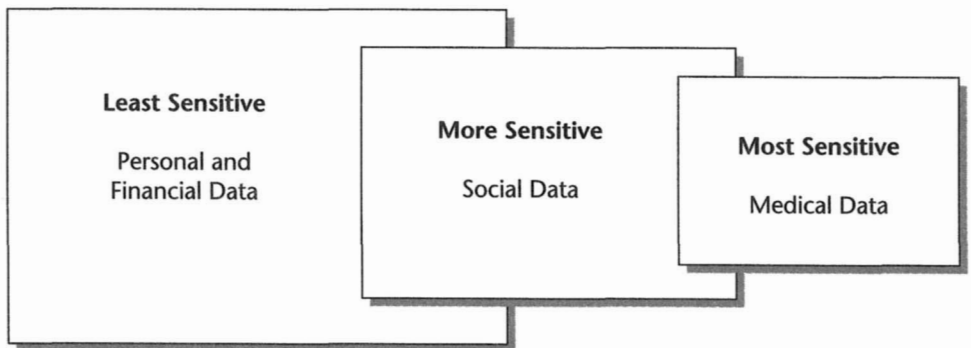 Least Sensitive
Personal and
Financial Data
More Sensitive
Social Data
Most Sensitive
Medical Data